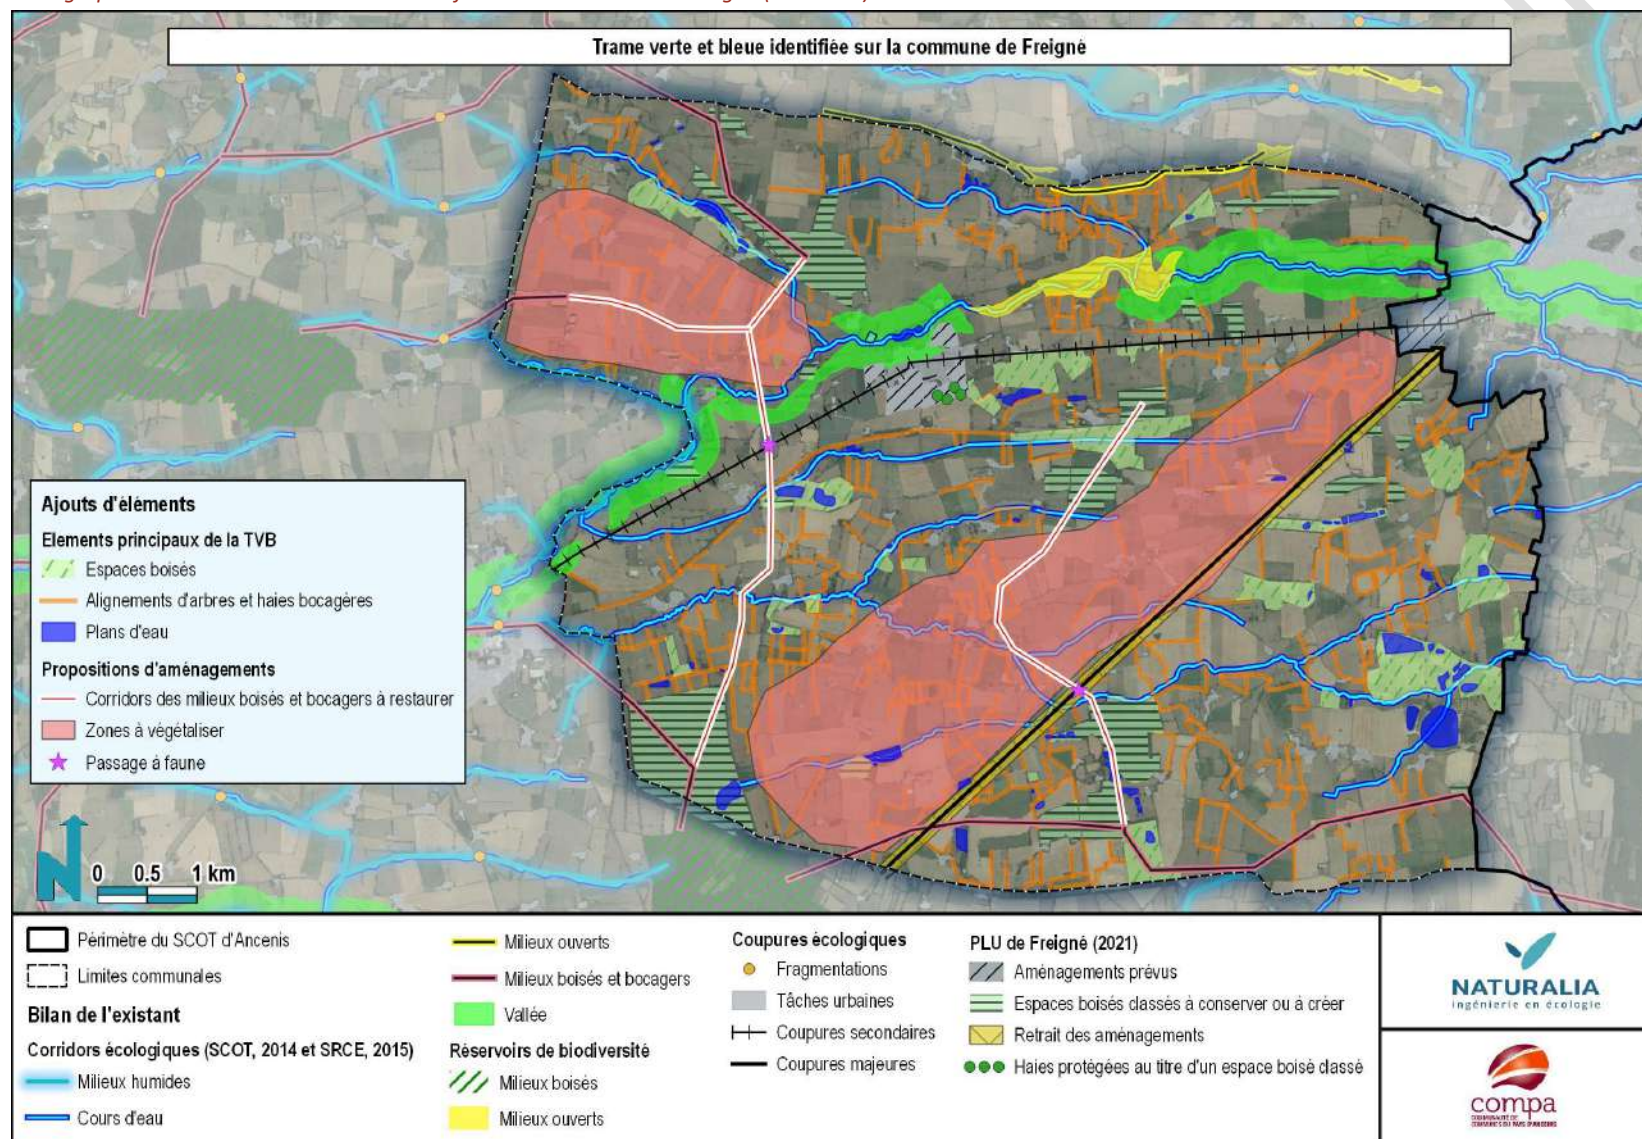 Trame verte et bleue identifiée sur la commune de Freigné
Ajouts d'éléments
Elements principaux de la TVB
Espaces boisés
Alignements d'arbres et haies bocagères
Plans d'eau
Propositions d'aménagements
Corridors des milieux boisés et bocagers à restaurer
Zones à végétaliser
Passage à faune
N
0 0.5 1 km
Périmètre du SCOT d'Ancenis
Limites communales
Bilan de l'existant
Corridors écologiques (SCOT, 2014 et SRCE, 2015)
Milieux humides
Cours d'eau
Milieux ouverts
Milieux boisés et bocagers
Vallée
Réservoirs de biodiversité
Milieux boisés
Milieux ouverts
Coupures écologiques
Fragmentations
Tâches urbaines
Coupures secondaires
Coupures majeures
PLU de Freigné (2021)
Aménagements prévus
Espaces boisés classés à conserver ou à créer
Retrait des aménagements
Haies protégées au titre d'un espace boisé classé
NATURALIA
ingénierie en écologie
compa
COMMUNAUTÉ DE
COMMUNES DU PAYS D'ANCENIS